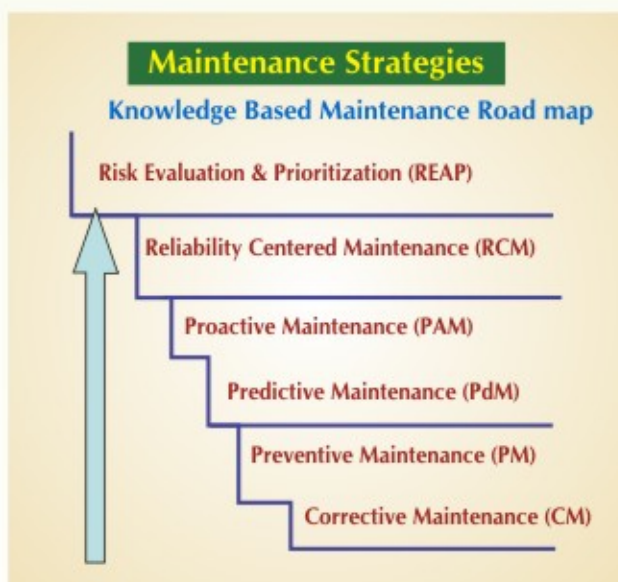 Maintenance Strategies
Knowledge Based Maintenance Road map
Risk Evaluation & Prioritization (REAP)
Reliability Centered Maintenance (RCM)
Proactive Maintenance (PAM)
Predictive Maintenance (PdM)
Preventive Maintenance (PM)
Corrective Maintenance (CM)